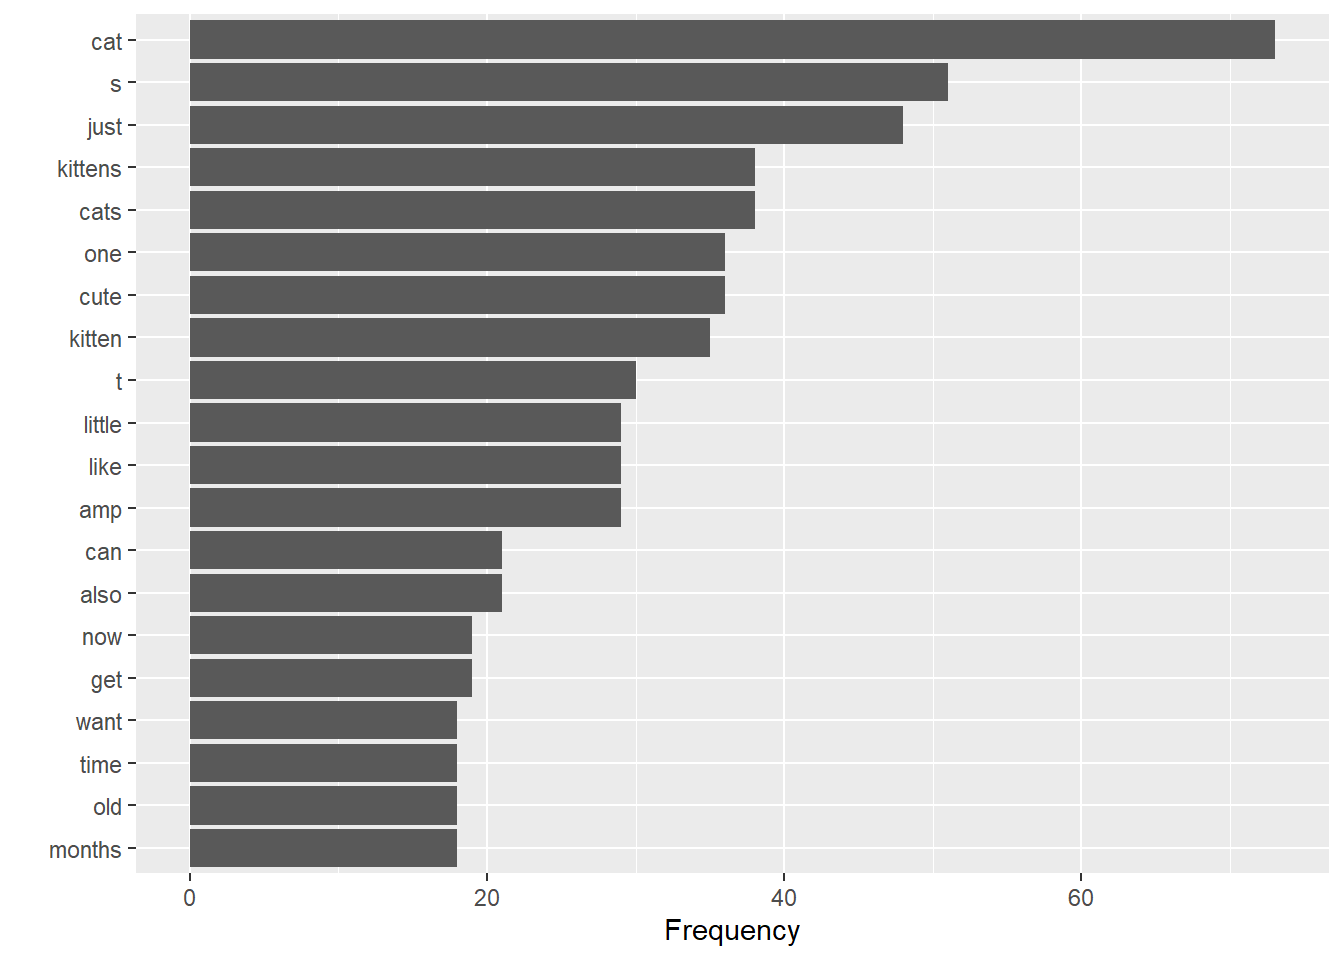 cat
s
just
kittens
cats
one
cute
kitten
t
little
like
amp
can
also
now
get
want
time
old
months
0 20 40 60
Frequency